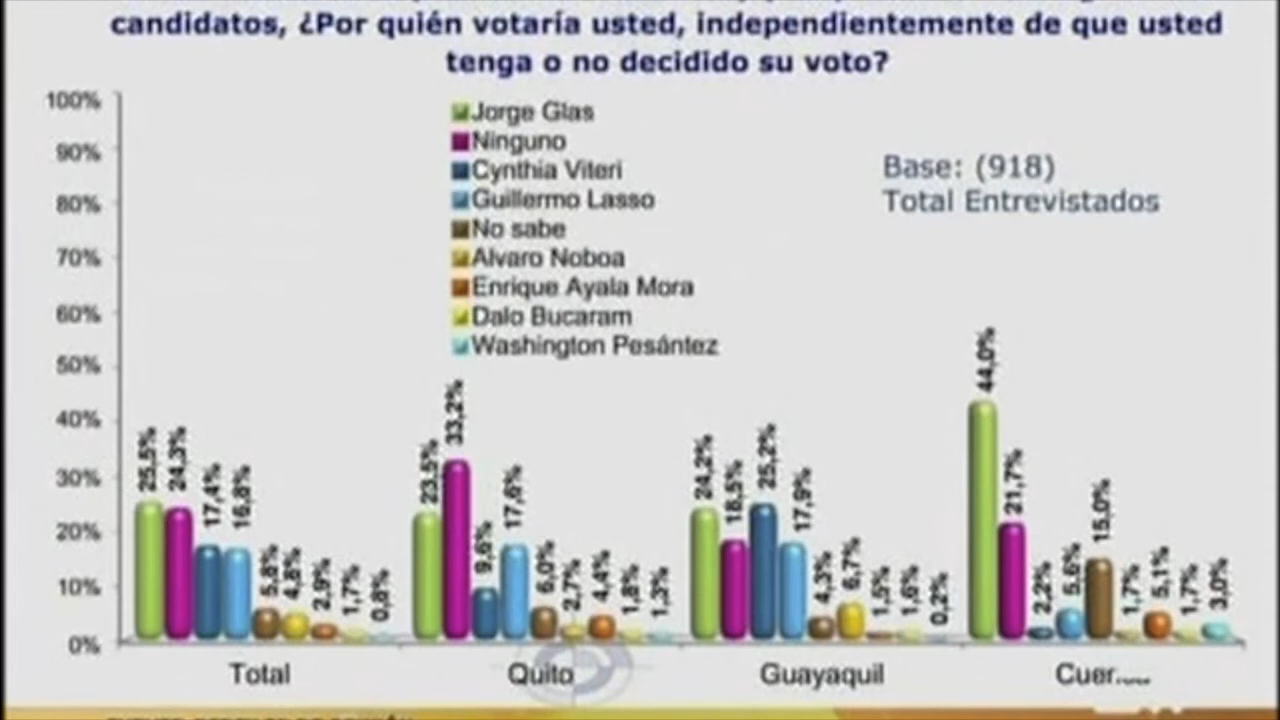 candidatos, ¿Por quién votaría usted, independientemente de que usted
tenga o no decidido su voto?
100%
90%
80%
70%
60%
50%
40%
30%
20%
10%
0%
Jorge Glas
Ninguno
Cynthia Viteri
Guillermo Lasso
No sabe
Alvaro Noboa
Enrique Ayala Mora
Dalo Bucaram
Washington Pesántez
Base: (918)
Total Entrevistados
25,5% 24,3% 17,4% 16,8% 5,8% 4,8% 2,9% 1,7% 0,8%
23,5% 33,2% 9,6% 17,6% 6,0% 2,7% 4,4% 1,8% 1,3%
24,2% 18,5% 25,2% 17,9% 4,3% 6,7% 1,5% 1,6% 0,2%
44,0% 21,7% 2,2% 5,6% 15,0% 1,7% 5,1% 1,7% 3,0%
Total Quito Guayaquil